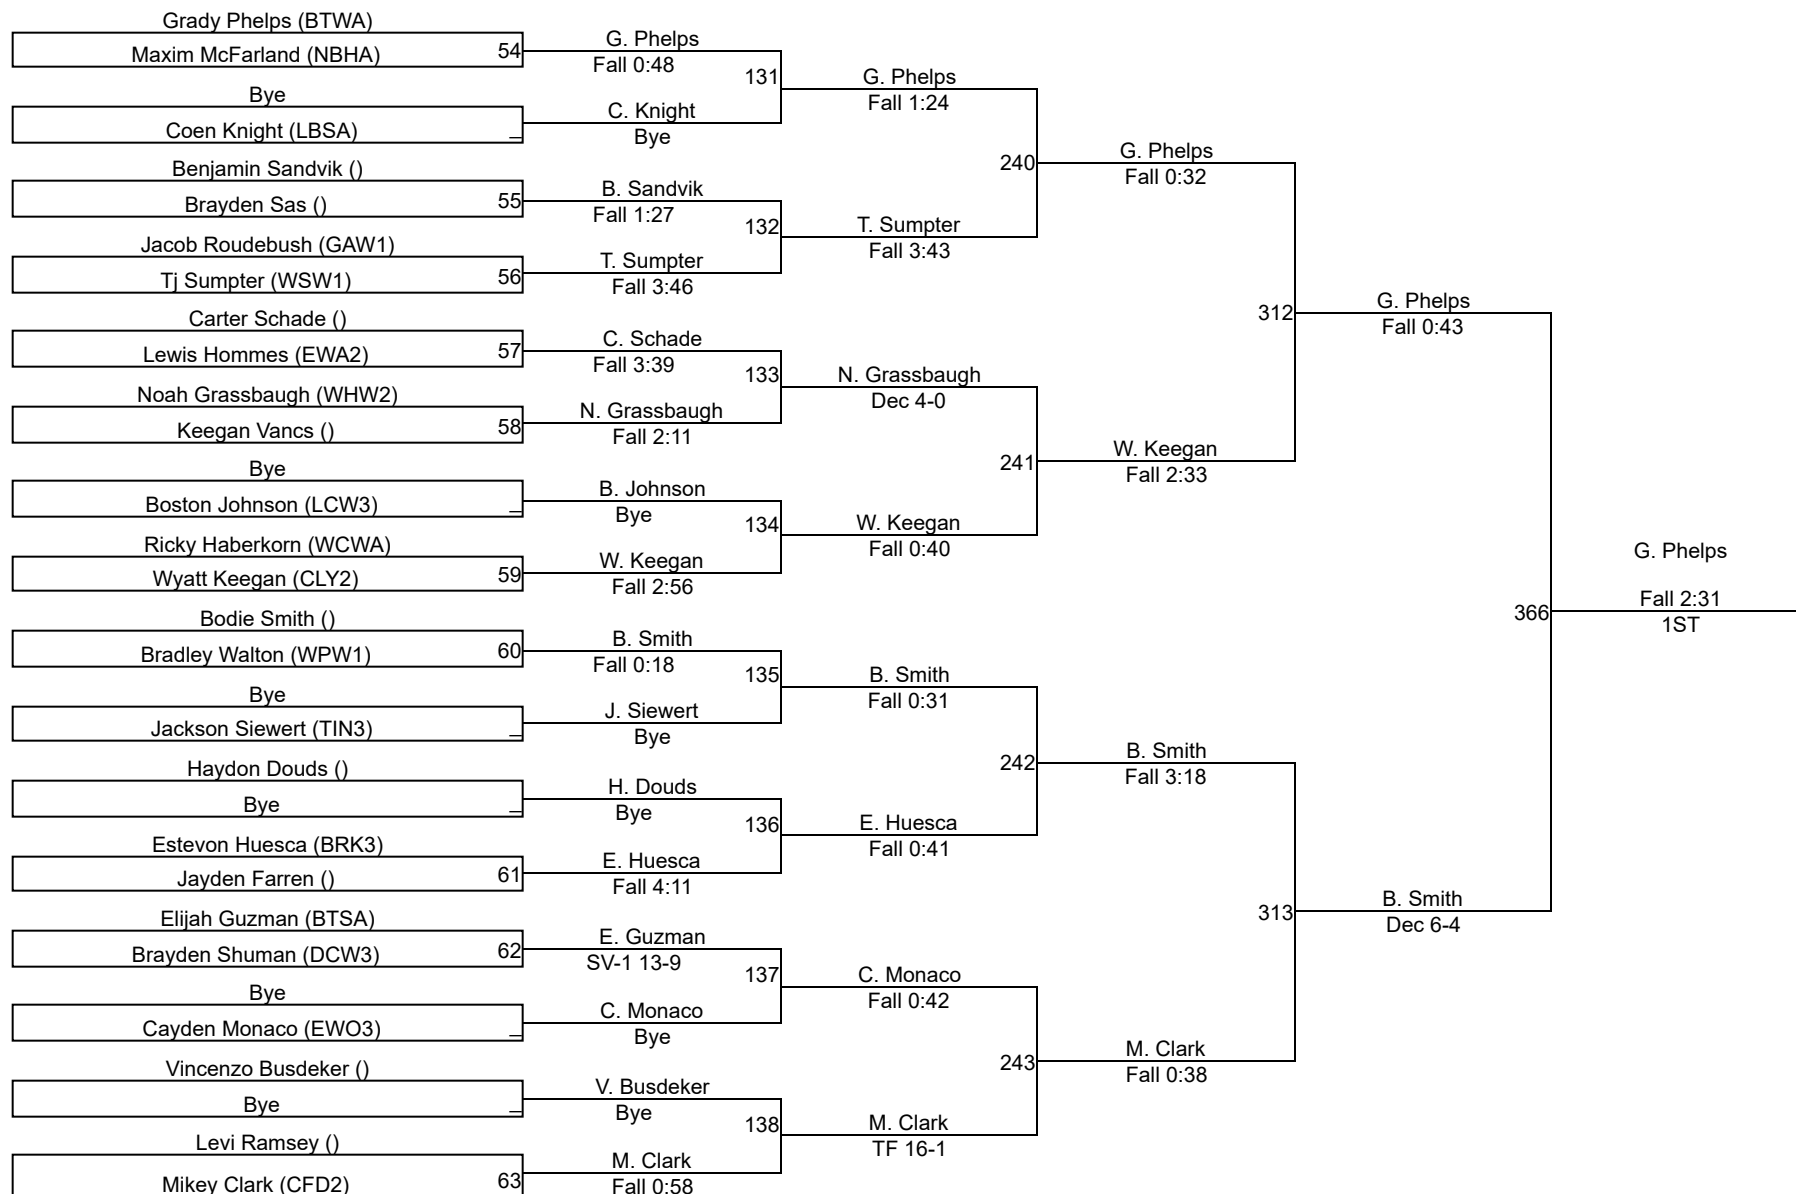 Grady Phelps (BTWA)
Maxim McFarland (NBHA)
54
Bye
Coen Knight (LBSA)
_
Benjamin Sandvik ()
Brayden Sas ()
55
Jacob Roudebush (GAW1)
Tj Sumpter (WSW1)
56
Carter Schade ()
Lewis Hommes (EWA2)
57
Noah Grassbaugh (WHW2)
Keegan Vancs ()
58
Bye
Boston Johnson (LCW3)
_
Ricky Haberkorn (WCWA)
Wyatt Keegan (CLY2)
59
Bodie Smith ()
Bradley Walton (WPW1)
60
Bye
Jackson Siewert (TIN3)
_
Haydon Douds ()
Bye
_
Estevon Huesca (BRK3)
Jayden Farren ()
61
Elijah Guzman (BTSA)
Brayden Shuman (DCW3)
62
Bye
Cayden Monaco (EWO3)
_
Vincenzo Busdeker ()
Bye
_
Levi Ramsey ()
Mikey Clark (CFD2)
63
G. Phelps
Fall 0:48
131
C. Knight
Bye
B. Sandvik
Fall 1:27
132
T. Sumpter
Fall 3:46
C. Schade
Fall 3:39
133
N. Grassbaugh
Fall 2:11
B. Johnson
Bye
134
W. Keegan
Fall 2:56
B. Smith
Fall 0:18
135
J. Siewert
Bye
H. Douds
Bye
136
E. Huesca
Fall 4:11
E. Guzman
SV-1 13-9
137
C. Monaco
Bye
V. Busdeker
Bye
138
M. Clark
Fall 0:58
G. Phelps
Fall 1:24
240
T. Sumpter
Fall 3:43
N. Grassbaugh
Dec 4-0
241
W. Keegan
Fall 0:40
B. Smith
Fall 0:31
242
E. Huesca
Fall 0:41
C. Monaco
Fall 0:42
243
M. Clark
TF 16-1
G. Phelps
Fall 0:32
312
W. Keegan
Fall 2:33
B. Smith
Fall 3:18
313
M. Clark
Fall 0:38
G. Phelps
Fall 0:43
366
B. Smith
Dec 6-4
G. Phelps
Fall 2:31
1ST